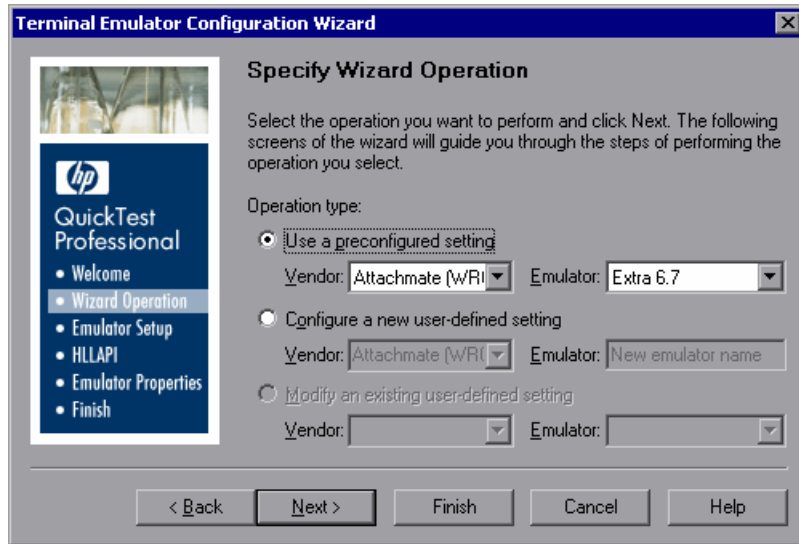 Terminal Emulator Configuration Wizard
hp
QuickTest
Professional
• Welcome
• Wizard Operation
• Emulator Setup
• HLLAPI
• Emulator Properties
• Finish
Specify Wizard Operation
Select the operation you want to perform and click Next. The following
screens of the wizard will guide you through the steps of performing the
operation you select.
Operation type:
Use a preconfigured setting
Vendor: Attachmate (WRQ Emulator: Extra 6.7
Configure a new user-defined setting
Vendor: Attachmate (WRQ Emulator: New emulator name
Modify an existing user-defined setting
Vendor: Emulator:
< Back Next > Finish Cancel Help